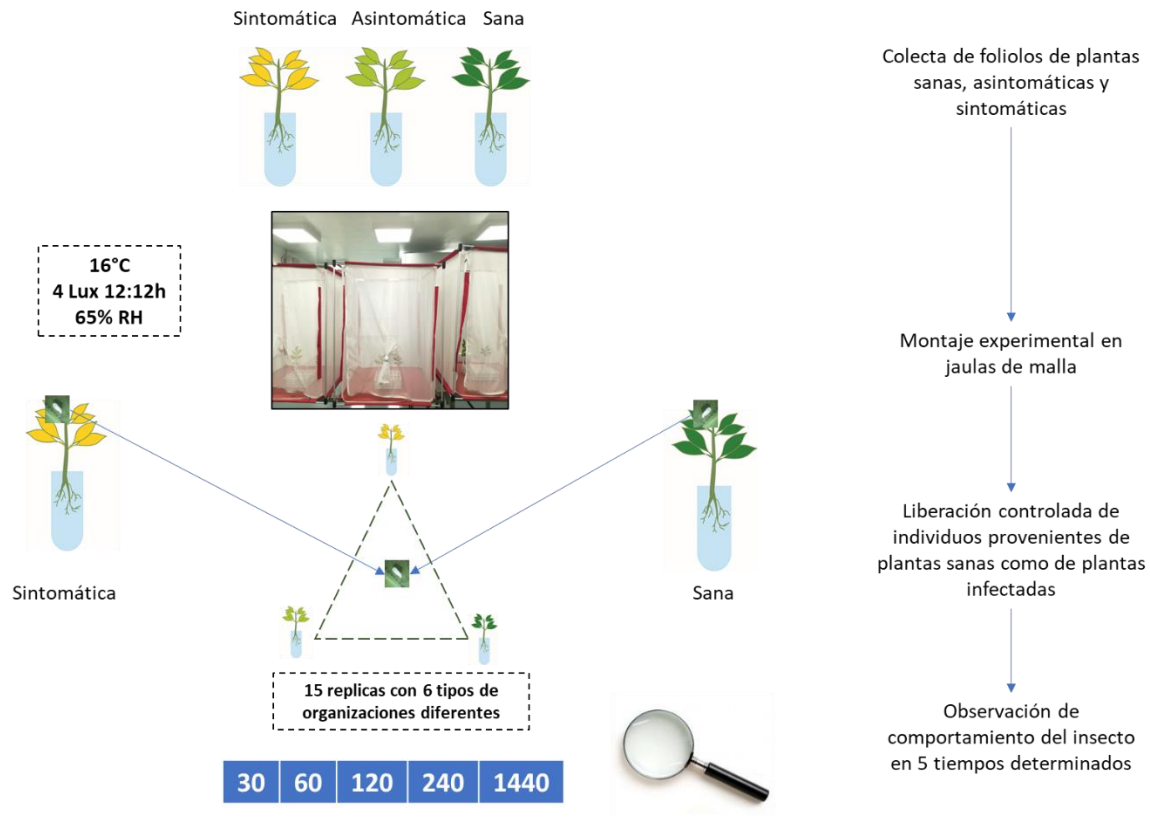 Sintomática Asintomática Sana
16°C
4 Lux 12:12h
65% RH
Sintomática
Sana
15 replicas con 6 tipos de
organizaciones diferentes
30 60 120 240 1440
Colecta de foliolos de plantas
sanas, asintomáticas y
sintomáticas
Montaje experimental en
jaulas de malla
Liberación controlada de
individuos provenientes de
plantas sanas como de plantas
infectadas
Observación de
comportamiento del insecto
en 5 tiempos determinados